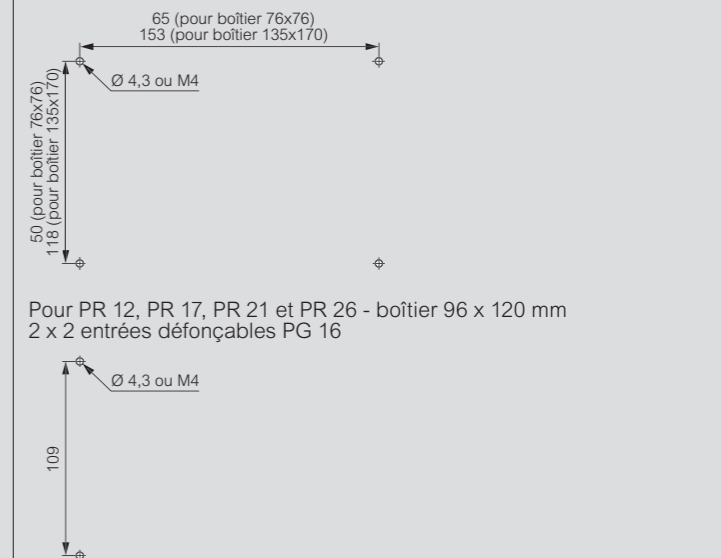 65 (pour boîtier 76x76)
153 (pour boîtier 135x170)
Ø 4,3 ou M4
50 (pour boîtier 76x76)
118 (pour boîtier 135x170)
Pour PR 12, PR 17, PR 21 et PR 26 - boîtier 96 x 120 mm
2 x 2 entrées défonçables PG 16
Ø 4,3 ou M4
109